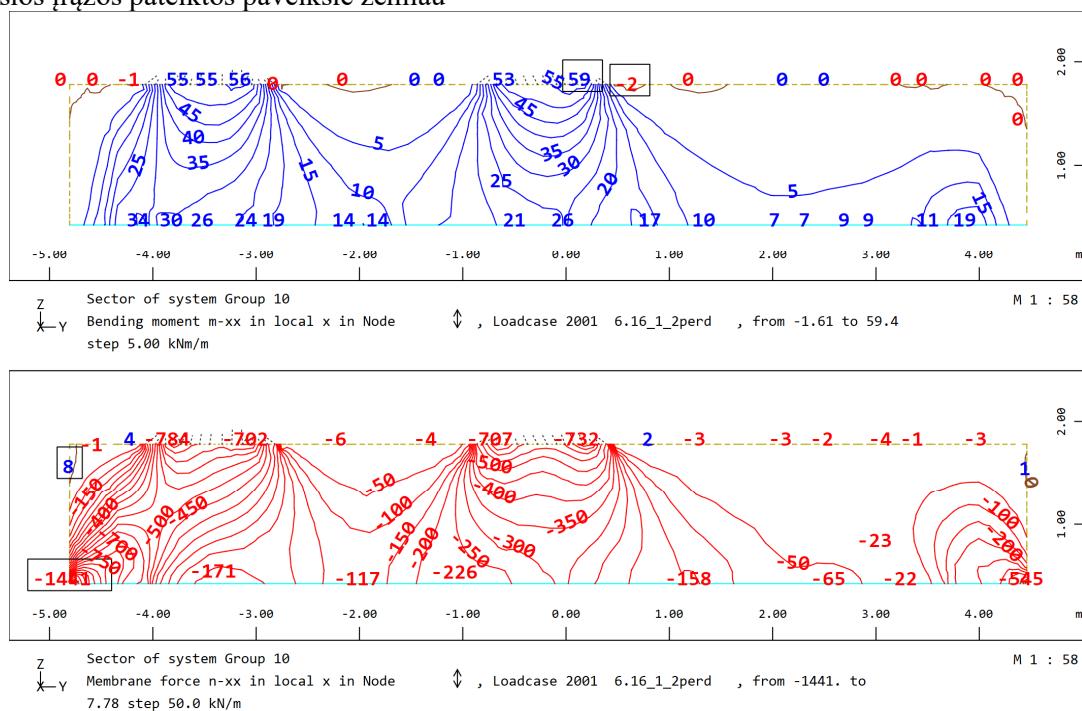 šios įrąžos pateiktos paveiksle žemiau
0 0 -1 55 55 56 0 0 0 0 53 55 59 -2 0 0 0 0 0 0 0
2.00
45 45 0
40 5 35
25 35 15 30 1.00
10 25 20 5 15
34 30 26 24 19 14 14 21 26 17 10 7 7 9 9 11 19
-5.00 -4.00 -3.00 -2.00 -1.00 0.00 1.00 2.00 3.00 4.00 m
Z
X Y
Sector of system Group 10 M 1 : 58
Bending moment m-xx in local x in Node , Loadcase 2001 6.16_1_2perd , from -1.61 to 59.4
step 5.00 kNm/m
-1 4 -784 -702 -6 -4 -707 -732 2 -3 -3 -2 -4 -1 -3
2.00
8 -500 1 0
-150 -50 -400
-400 -500 -450 -100 -350 -100
-700 -150 -200 -250 -300 -23 -200 1.00
-750 -50
-1441 -171 -117 -226 -158 -65 -22 -545
-5.00 -4.00 -3.00 -2.00 -1.00 0.00 1.00 2.00 3.00 4.00 m
Z
X Y
Sector of system Group 10 M 1 : 58
Membrane force n-xx in local x in Node , Loadcase 2001 6.16_1_2perd , from -1441. to
7.78 step 50.0 kN/m